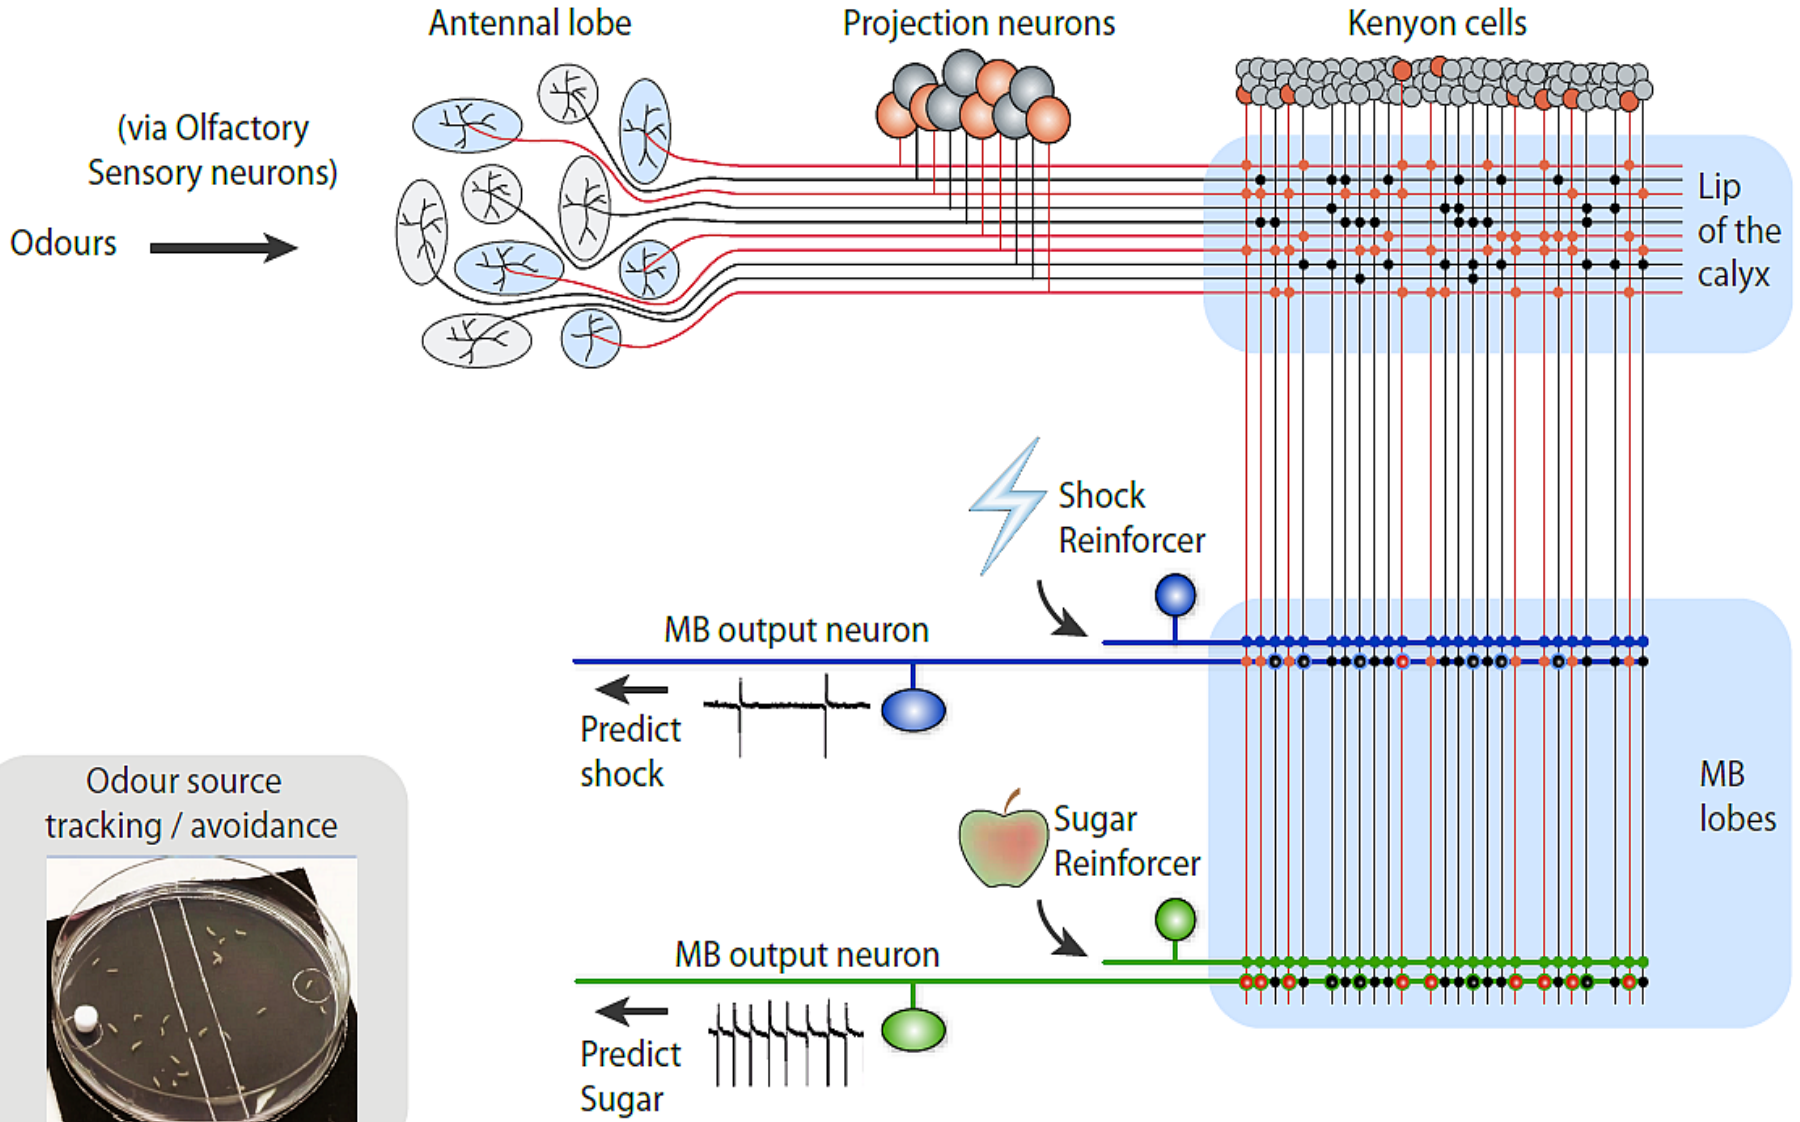 Antennal lobe
Projection neurons
Kenyon cells
(via Olfactory
Sensory neurons)
Odours
Lip
of the
calyx
Shock
Reinforcer
MB output neuron
Predict
shock
MB
lobes
Sugar
Reinforcer
MB output neuron
Predict
Sugar
Odour source
tracking / avoidance